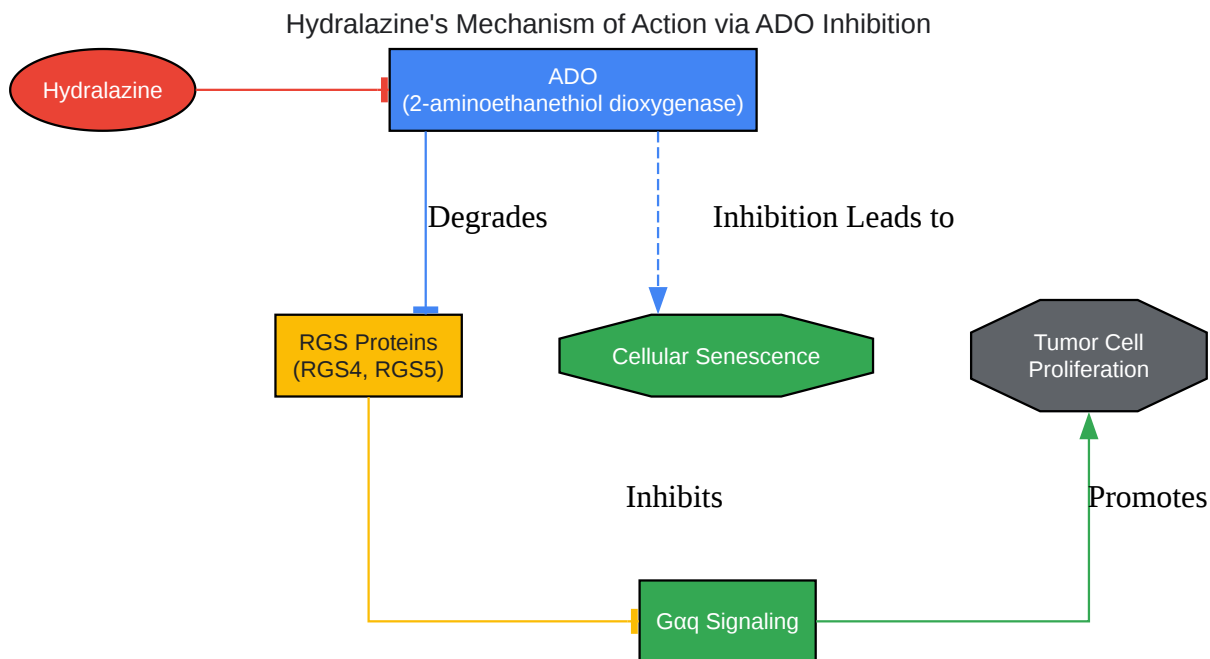 Hydralazine's Mechanism of Action via ADO Inhibition
Hydralazine
ADO
(2-aminoethanethiol dioxygenase)
Degrades
Inhibition Leads to
RGS Proteins
(RGS4, RGS5)
Cellular Senescence
Tumor Cell
Proliferation
Inhibits
Promotes
Gαq Signaling